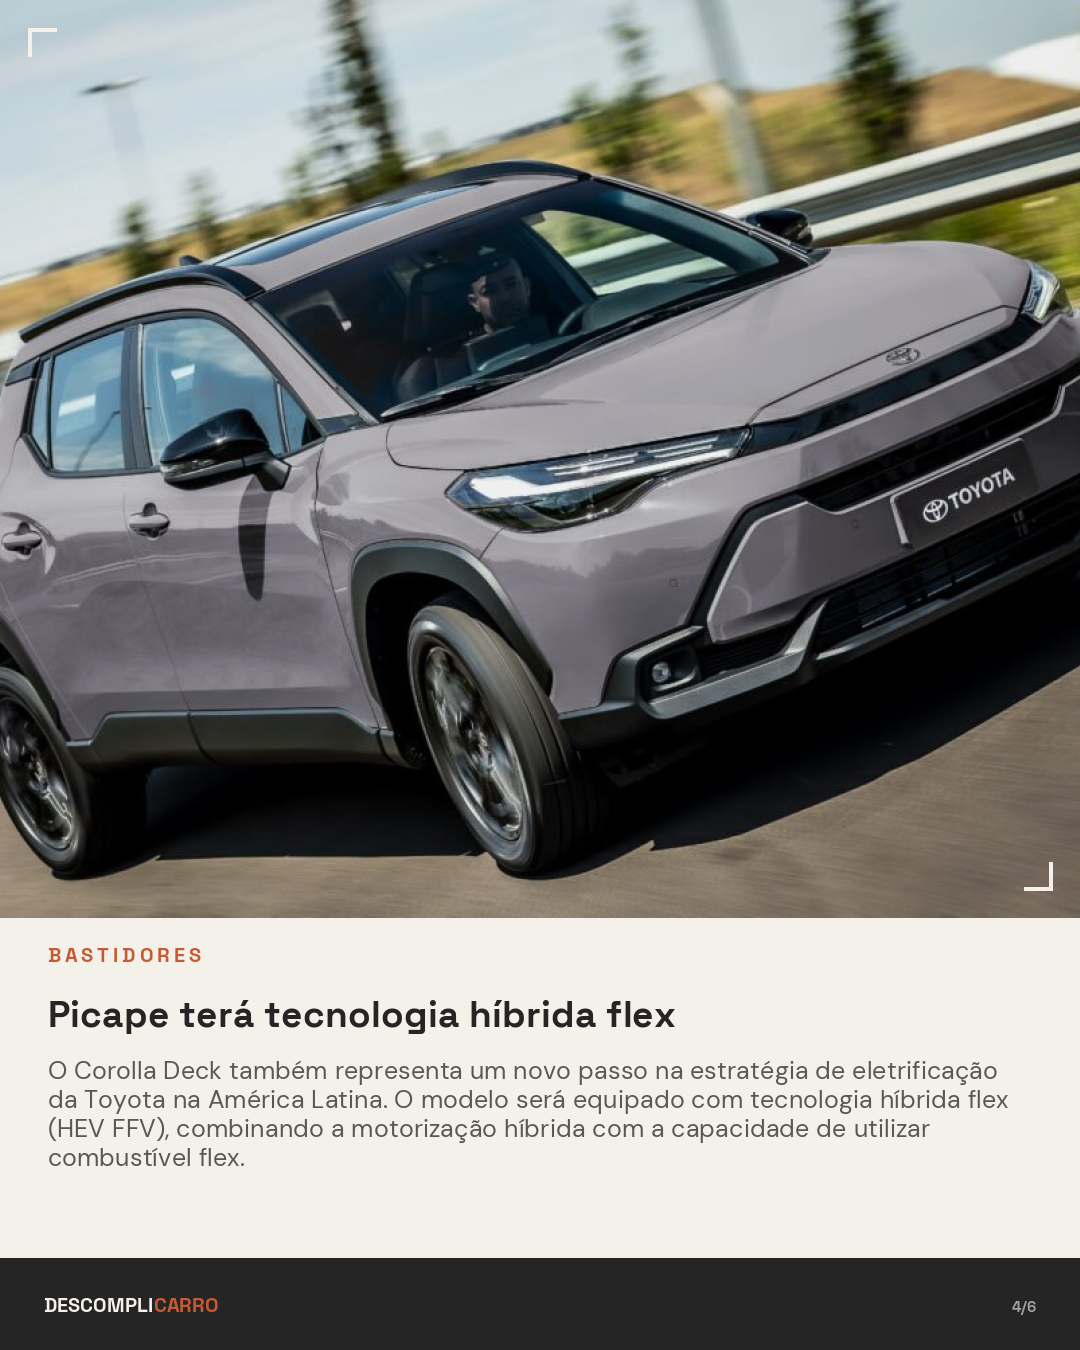 TOYOTA
BASTIDORES
Picape terá tecnologia híbrida flex
O Corolla Deck também representa um novo passo na estratégia de eletrificação
da Toyota na América Latina. O modelo será equipado com tecnologia híbrida flex
(HEV FFV), combinando a motorização híbrida com a capacidade de utilizar
combustível flex.
DESCOMPLICARRO
4/6